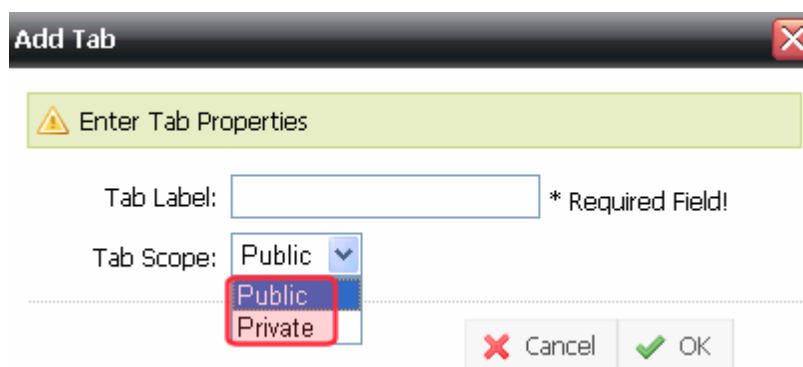 Add Tab
Enter Tab Properties
Tab Label: * Required Field!
Tab Scope: Public
Public
Private
Cancel OK